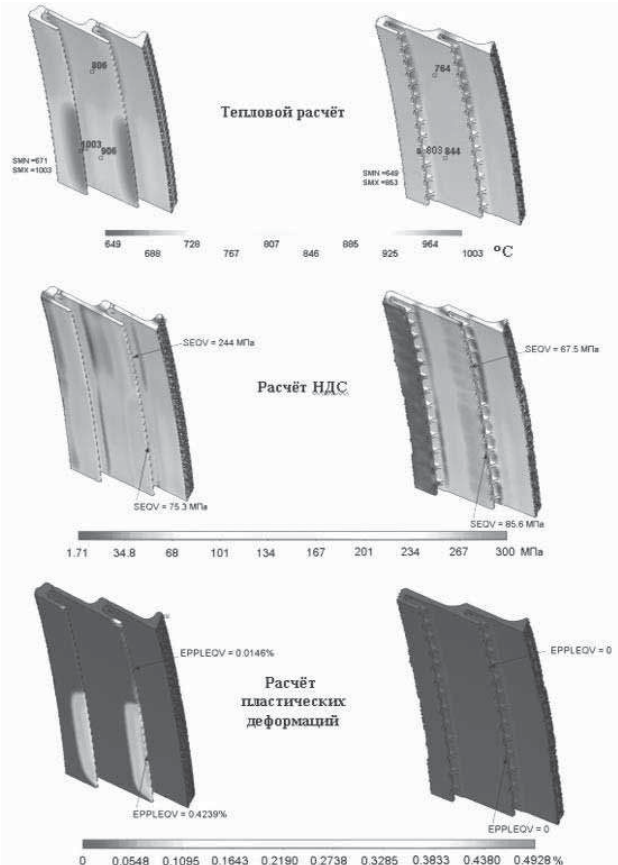 806
1003
906
SMN =671
SMX =1003
Тепловой расчёт
764
803
844
SMN =649
SMX =853
649 728 807 885 964
688 767 846 925 1003 °C
SEQV = 244 МПа
SEQV = 75.3 МПа
Расчёт НДС
SEQV = 67.5 МПа
SEQV = 85.6 МПа
1.71 34.8 68 101 134 167 201 234 267 300 МПа
EPPLEQV = 0.0146%
EPPLEQV = 0.4239%
Расчёт
пластических
деформаций
EPPLEQV = 0
EPPLEQV = 0
0 0.0548 0.1095 0.1643 0.2190 0.2738 0.3285 0.3833 0.4380 0.4928 %